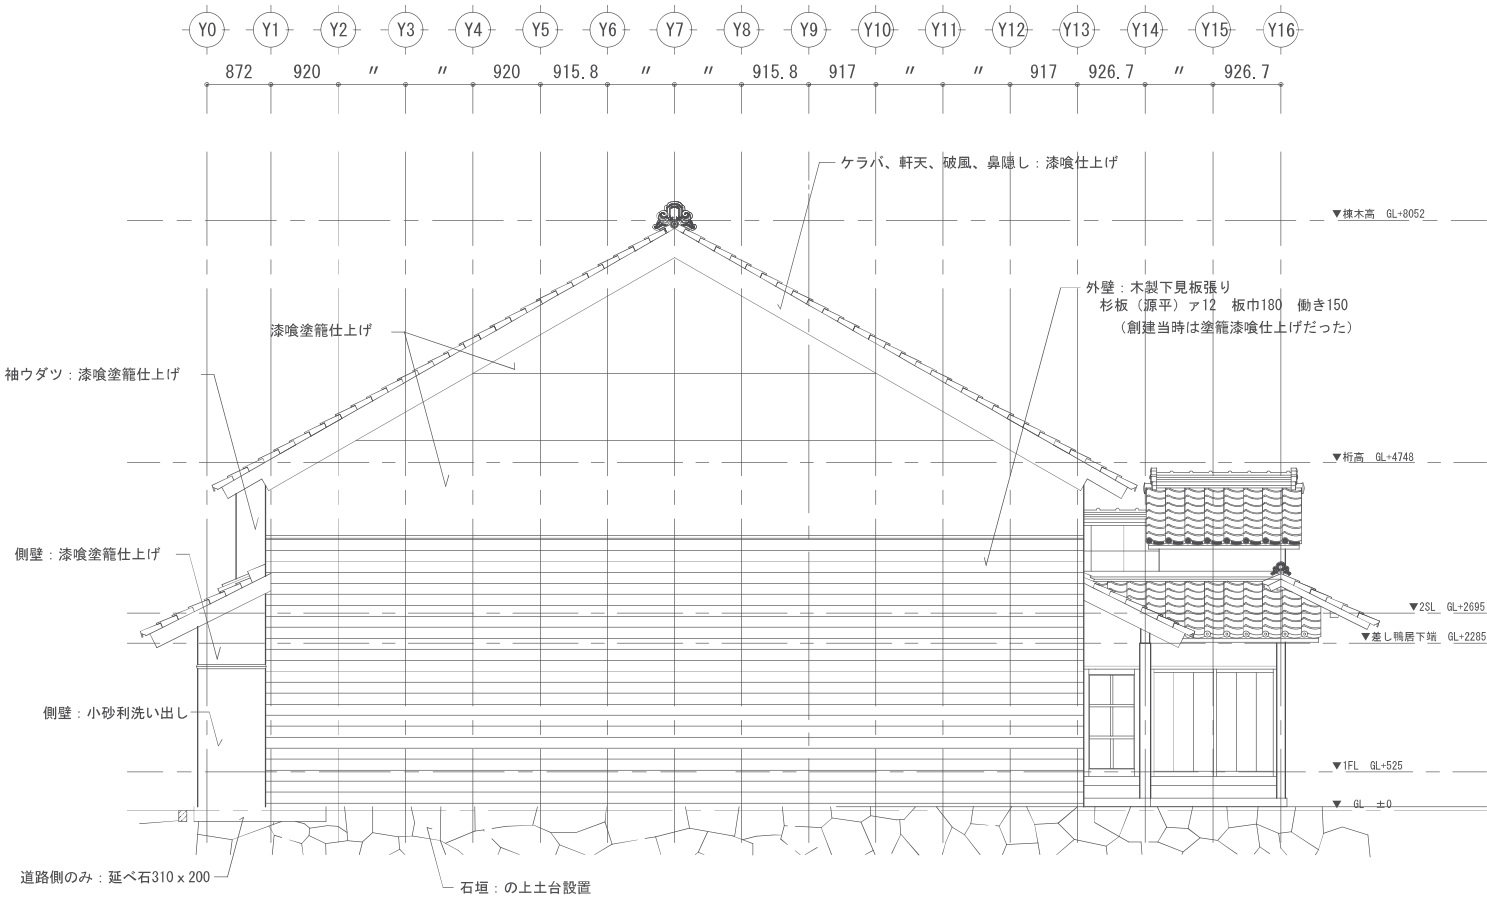 Y0 Y1 Y2 Y3 Y4 Y5 Y6 Y7 Y8 Y9 Y10 Y11 Y12 Y13 Y14 Y15 Y16
872 920 〃 〃 920 915.8 〃 〃 915.8 917 〃 〃 917 926.7 〃 926.7
ケラバ、軒天、破風、鼻隠し：漆喰仕上げ
▼棟木高 GL+8052
外壁：木製下見板張り
杉板（源平）ァ12 板巾180 働き150
（創建当時は塗籠漆喰仕上げだった）
漆喰塗籠仕上げ
袖ウダツ：漆喰塗籠仕上げ
▼桁高 GL+4748
側壁：漆喰塗籠仕上げ
▼2SL GL+2695
▼差し鴨居下端 GL+2285
側壁：小砂利洗い出し
▼1FL GL+525
▼ GL ±0
道路側のみ：延べ石310ｘ200
石垣：の上土台設置